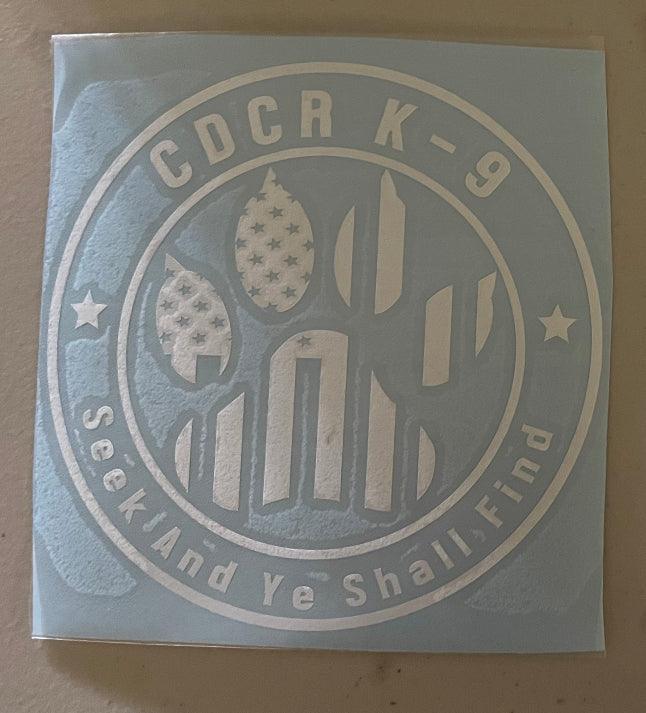 CDCR K-9
Seek And Ye Shall Find